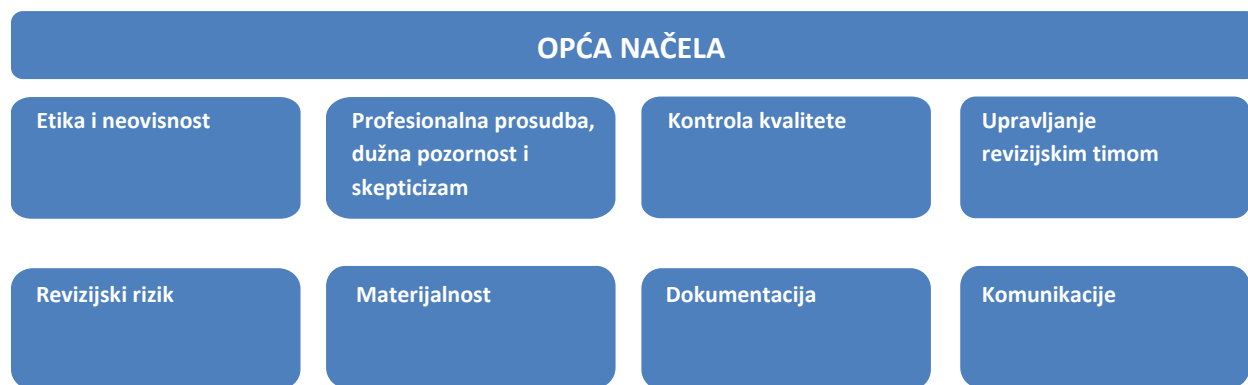 OPĆA NAČELA
Etika i neovisnost
Profesionalna prosudba,
dužna pozornost i
skepticizam
Kontrola kvalitete
Upravljanje
revizijskim timom
Revizijski rizik
Materijalnost
Dokumentacija
Komunikacije